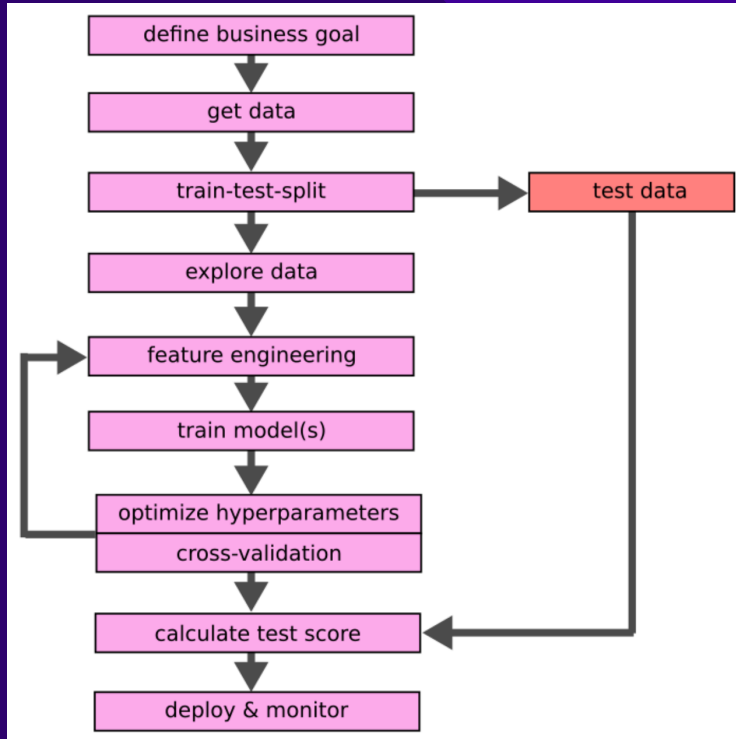 define business goal
get data
train-test-split
test data
explore data
feature engineering
train model(s)
optimize hyperparameters
cross-validation
calculate test score
deploy & monitor